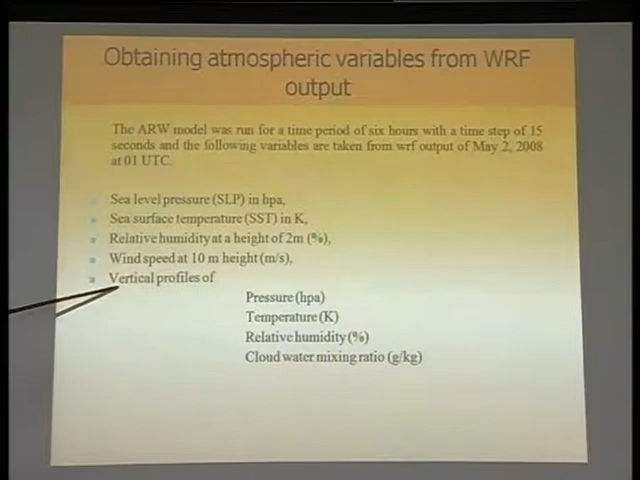 Obtaining atmospheric variables from WRF
output
The ARW model was run for a time period of six hours with a time step of 15
seconds and the following variables are taken from wrf output of May 2, 2008
at 01 UTC.
Sea level pressure (SLP) in hpa,
Sea surface temperature (SST) in K,
Relative humidity at a height of 2m (%),
Wind speed at 10 m height (m/s),
Vertical profiles of
Pressure (hpa)
Temperature (K)
Relative humidity (%)
Cloud water mixing ratio (g/kg)